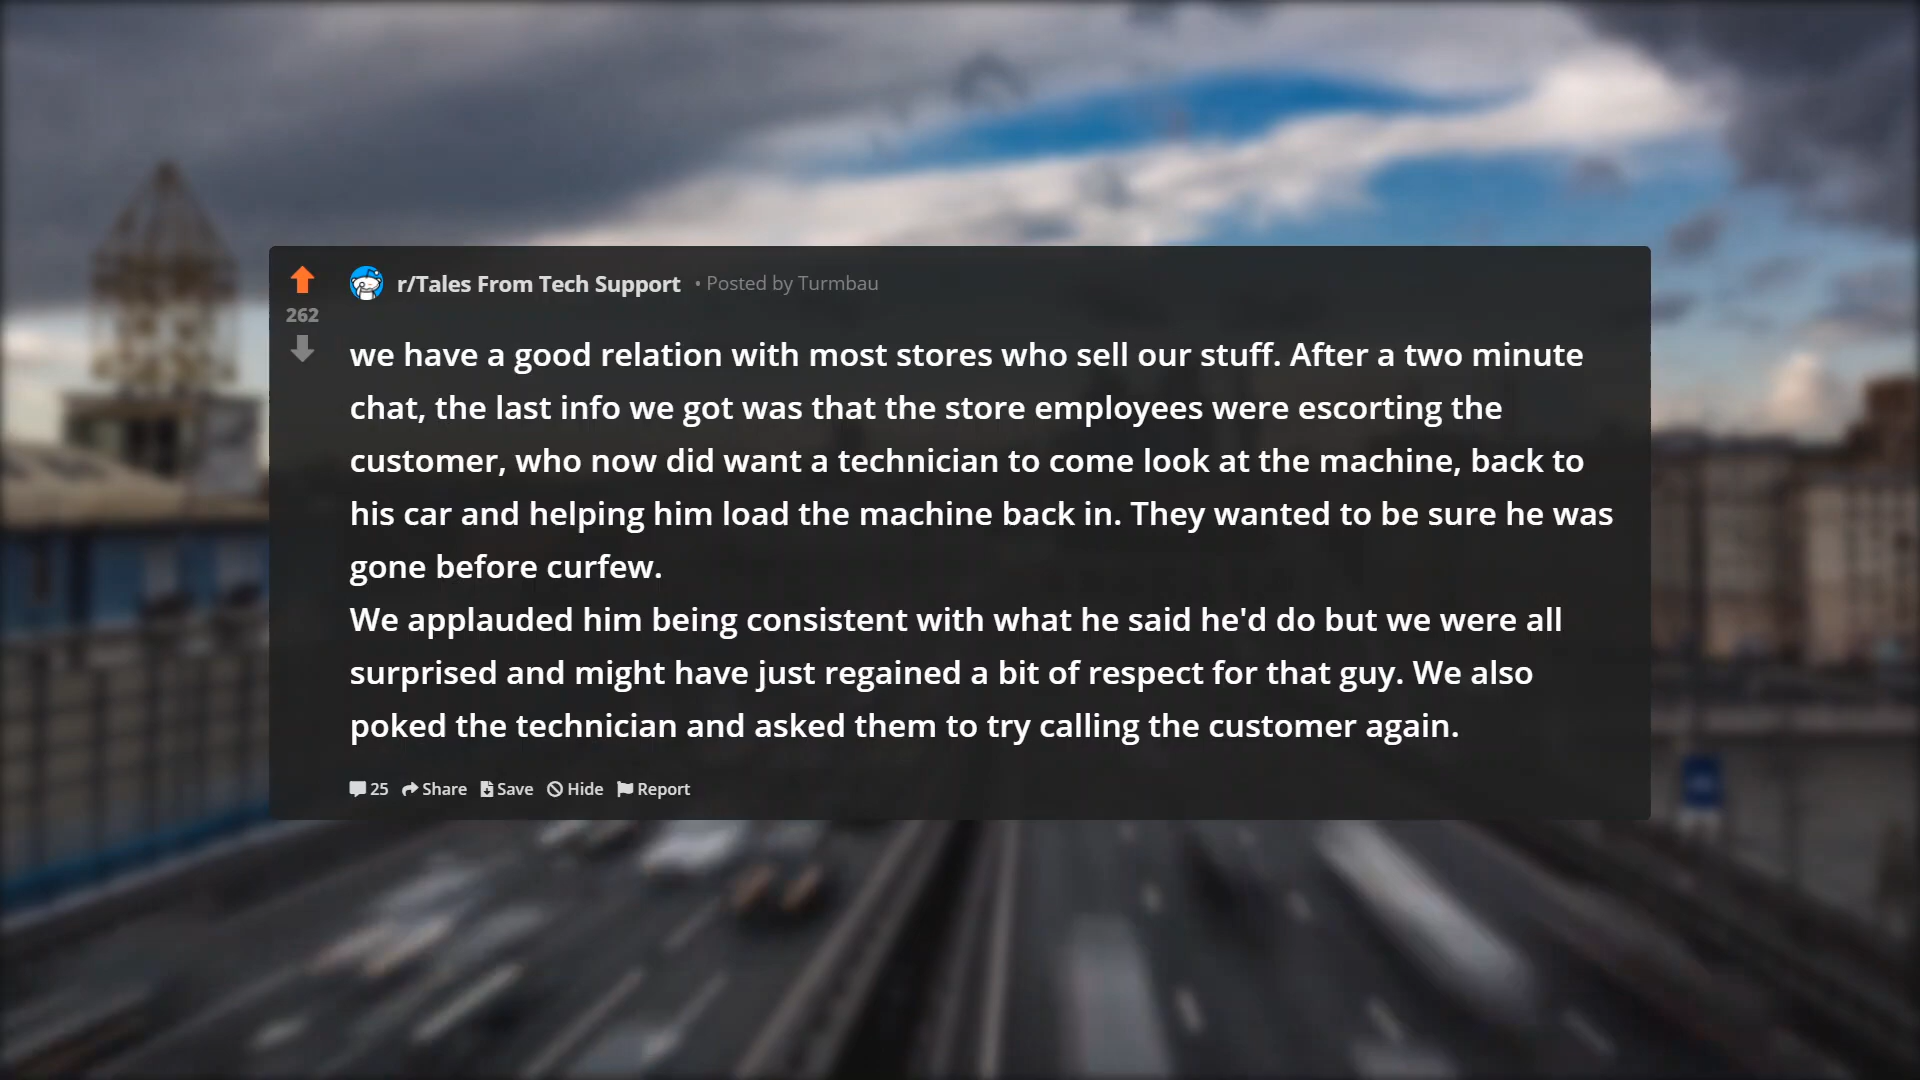 r/Tales From Tech Support • Posted by Turmbau
262
we have a good relation with most stores who sell our stuff. After a two minute
chat, the last info we got was that the store employees were escorting the
customer, who now did want a technician to come look at the machine, back to
his car and helping him load the machine back in. They wanted to be sure he was
gone before curfew.
We applauded him being consistent with what he said he'd do but we were all
surprised and might have just regained a bit of respect for that guy. We also
poked the technician and asked them to try calling the customer again.
25 Share Save Hide Report